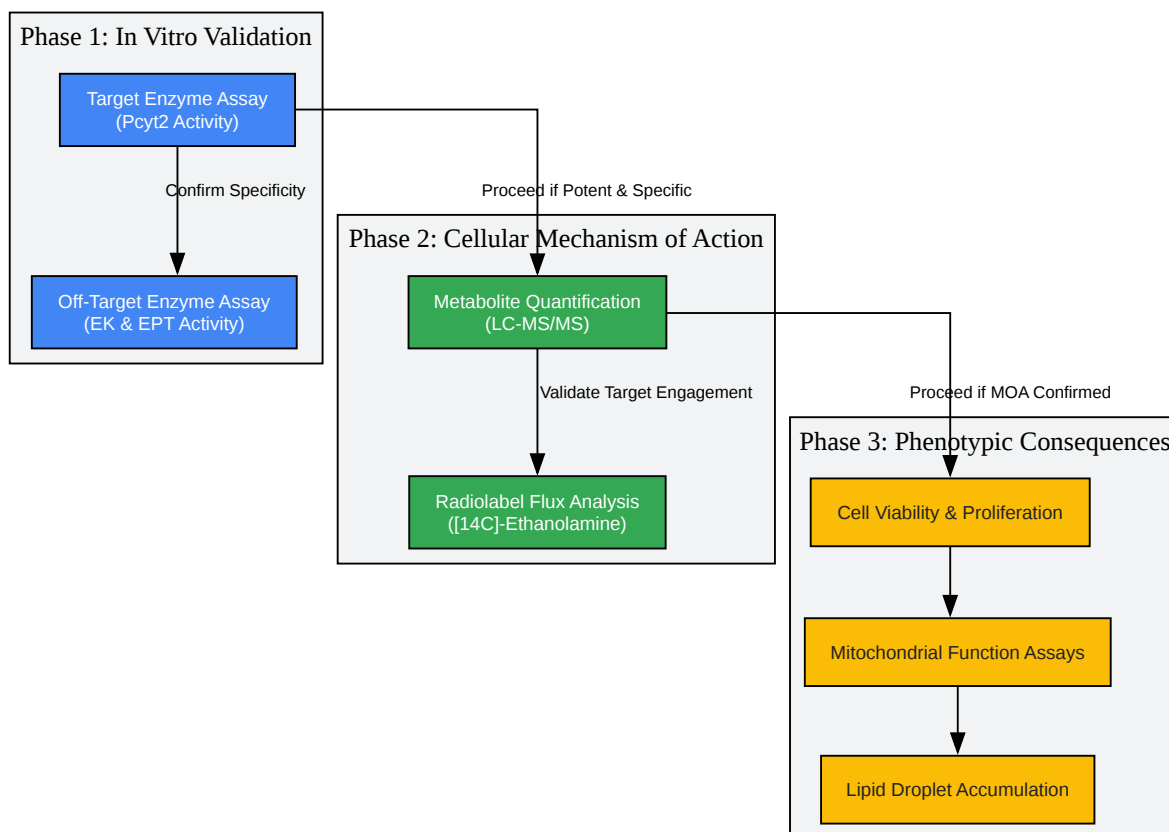 Phase 1: In Vitro Validation
Target Enzyme Assay
(Pcyt2 Activity)
Confirm Specificity
Proceed if Potent & Specific
Off-Target Enzyme Assay
(EK & EPT Activity)
Phase 2: Cellular Mechanism of Action
Metabolite Quantification
(LC-MS/MS)
Validate Target Engagement
Proceed if MOA Confirmed
Radiolabel Flux Analysis
([14C]-Ethanolamine)
Phase 3: Phenotypic Consequences
Cell Viability & Proliferation
Mitochondrial Function Assays
Lipid Droplet Accumulation